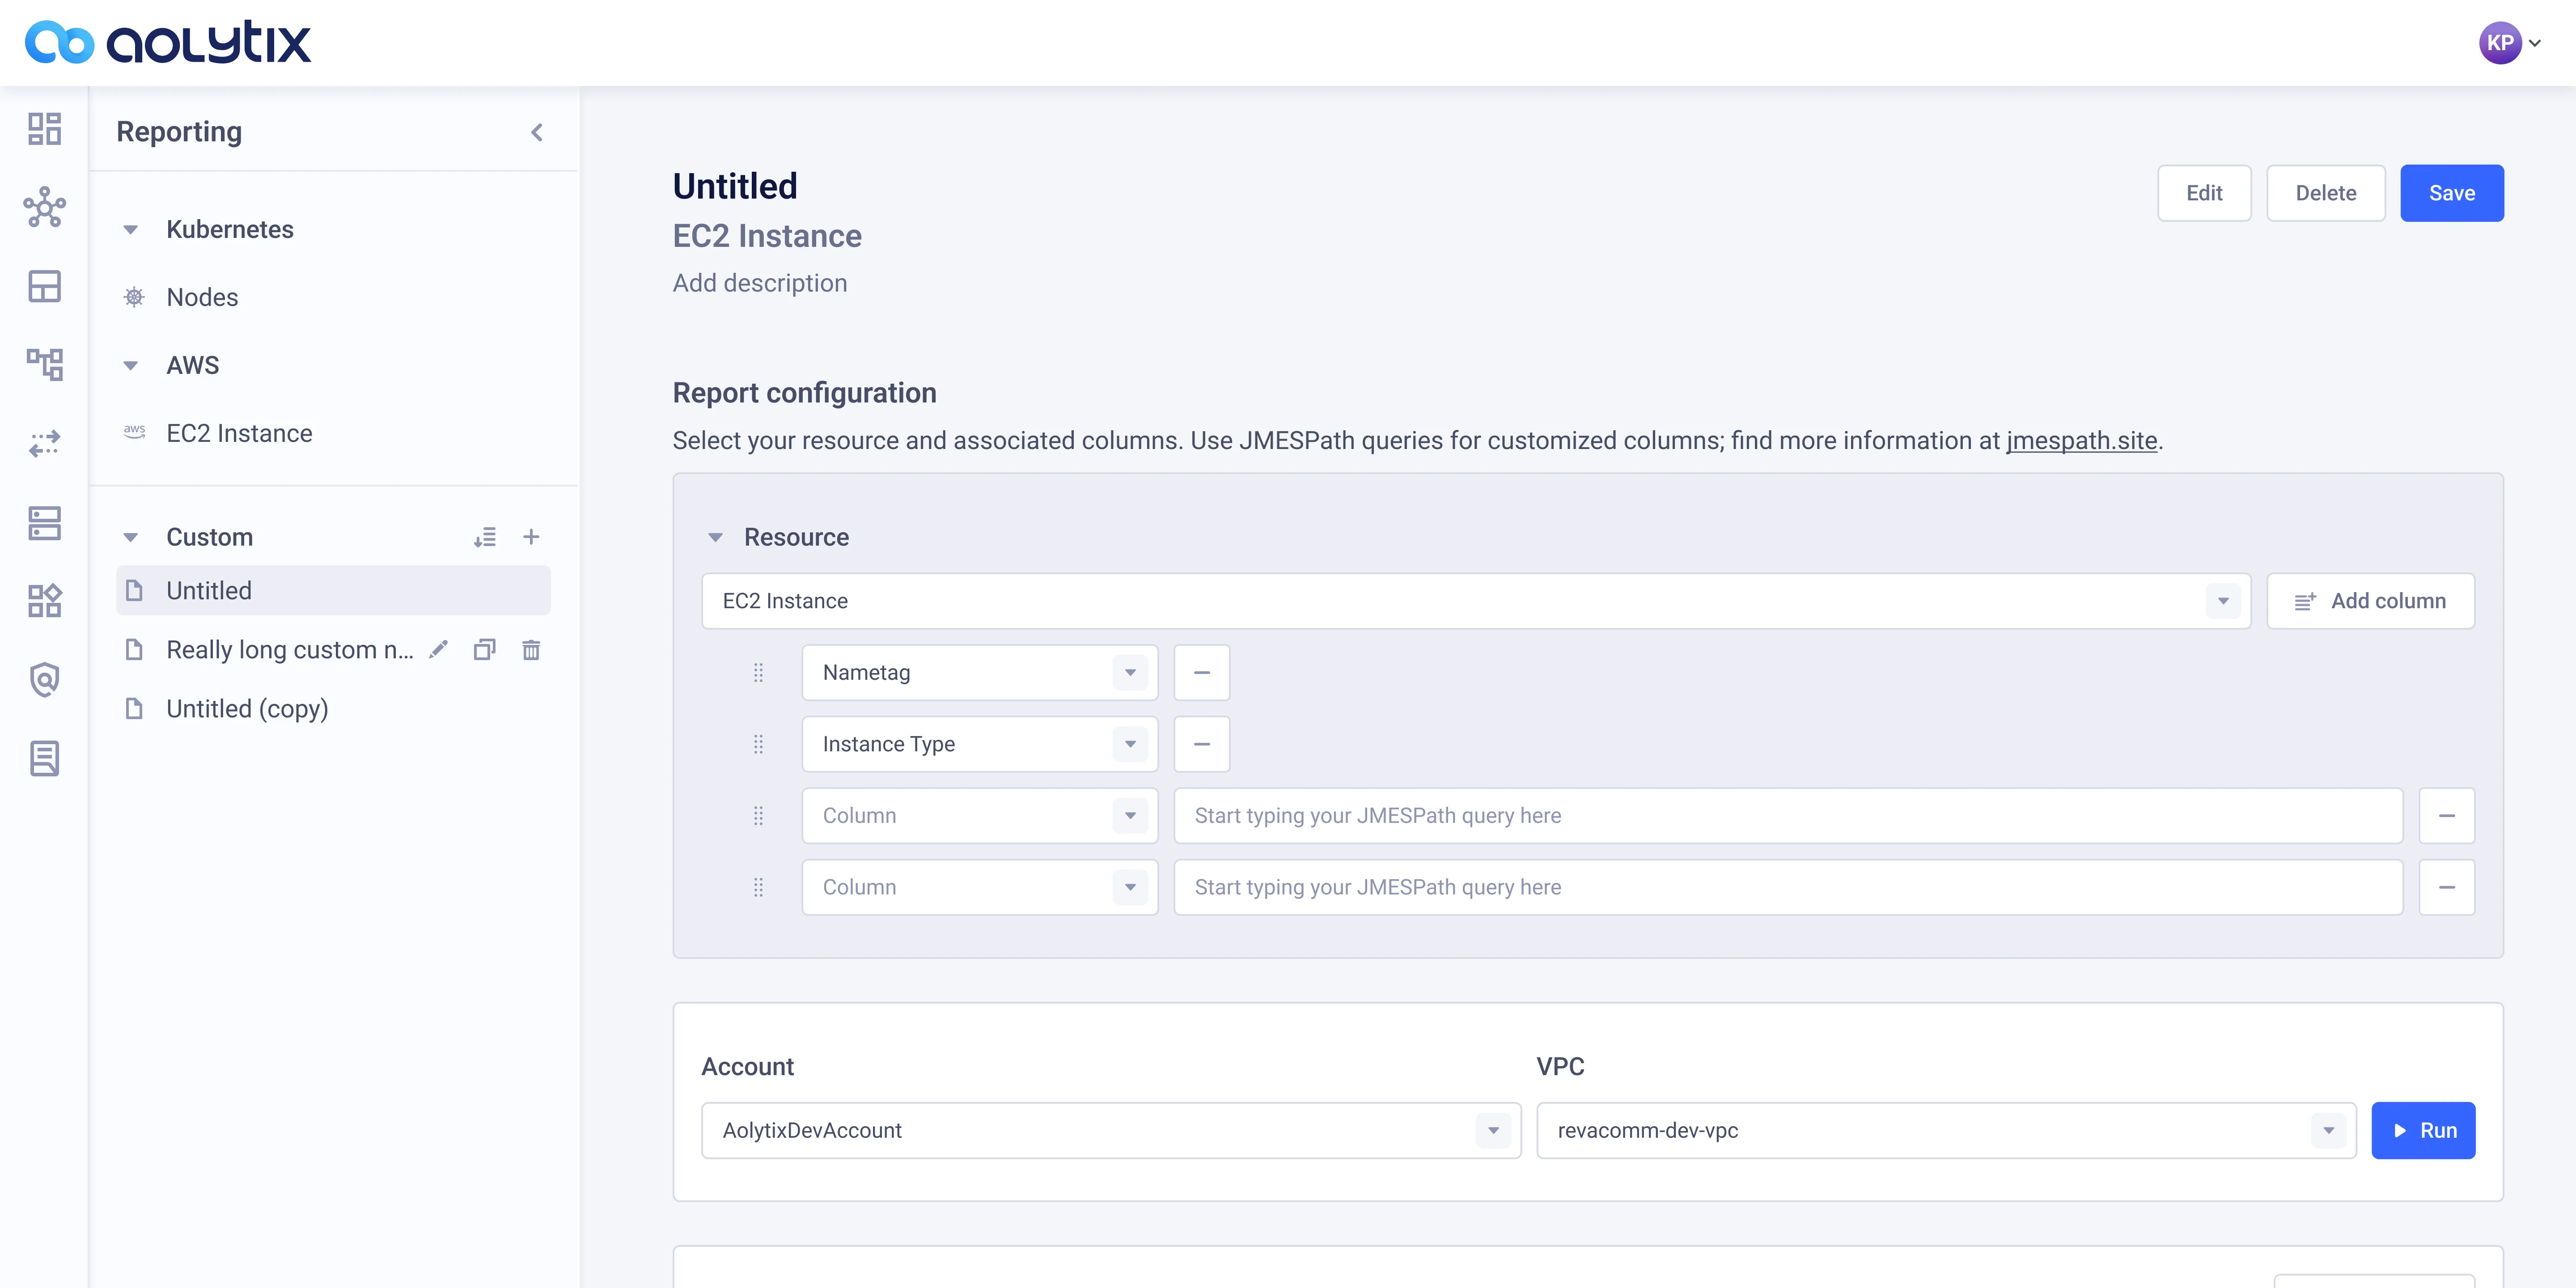 aolytix
KP
Reporting
Kubernetes
Nodes
AWS
aws
EC2 Instance
Custom
Untitled
Really long custom n...
Untitled (copy)
Untitled
EC2 Instance
Add description
Edit
Delete
Save
Report configuration
Select your resource and associated columns. Use JMESPath queries for customized columns; find more information at jmespath.site.
Resource
EC2 Instance
Add column
Nametag
Instance Type
Column
Start typing your JMESPath query here
Column
Start typing your JMESPath query here
Account
VPC
AolytixDevAccount
revacomm-dev-vpc
Run